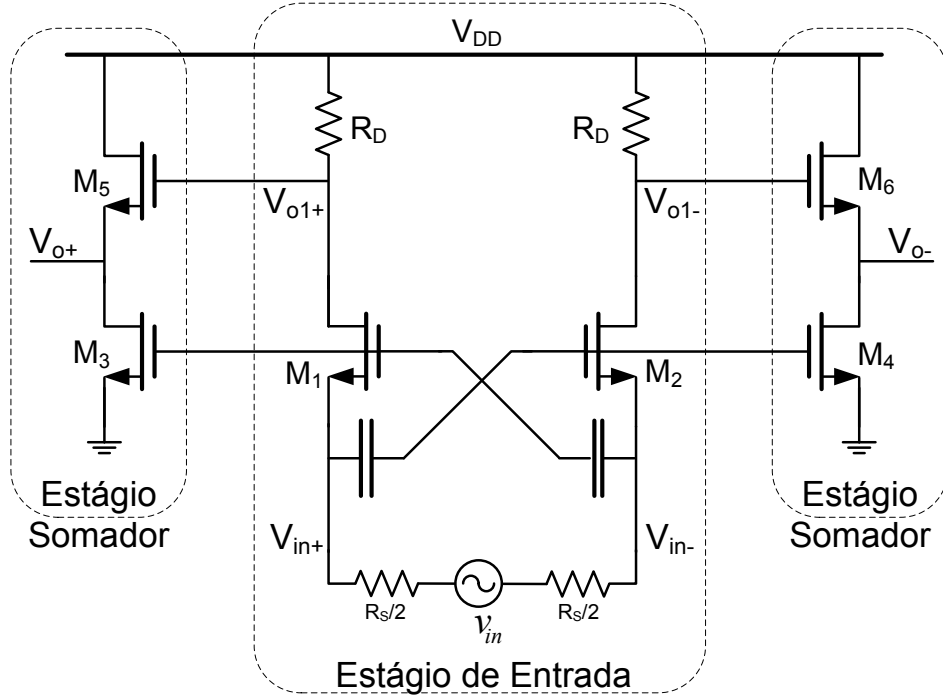 V_DD
R_D
R_D
M_5
M_6
V_o1+
V_o1-
V_o+
V_o-
M_3
M_1
M_2
M_4
Estágio
Somador
Estágio
Somador
V_in+
V_in-
R_S/2
R_S/2
v_in
Estágio de Entrada